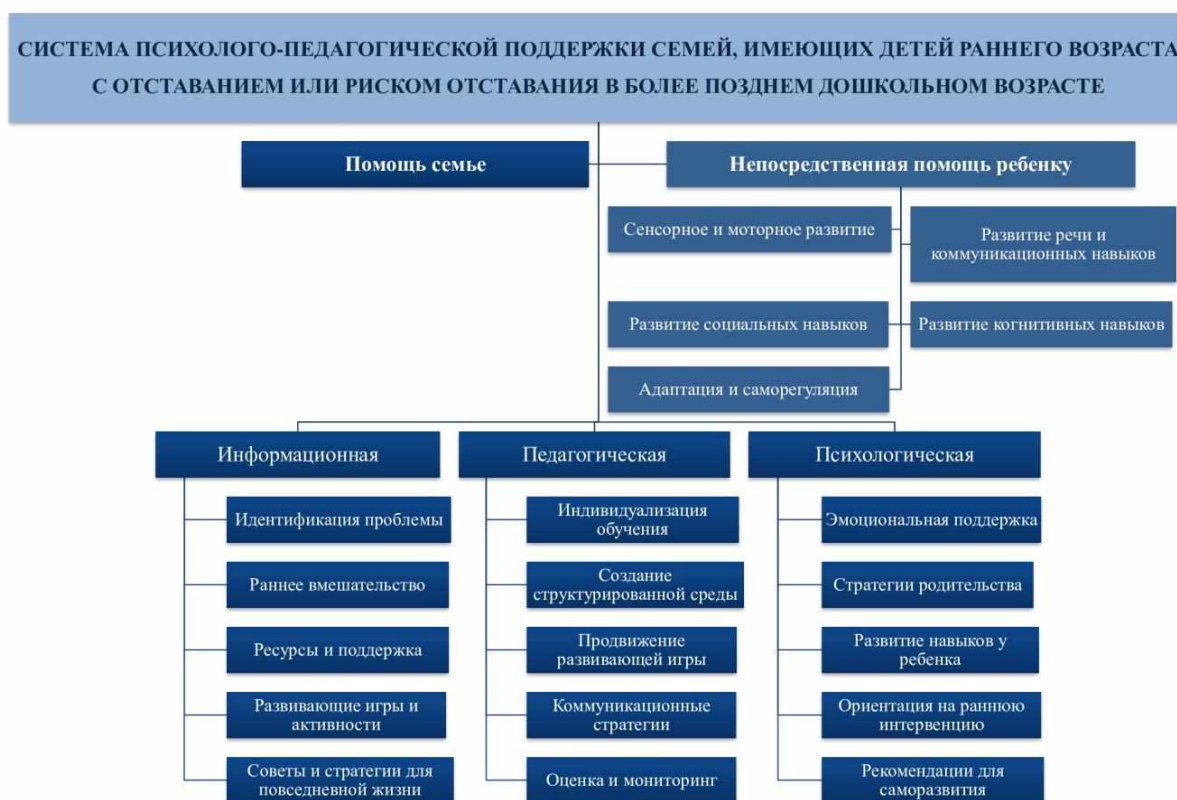 СИСТЕМА ПСИХОЛОГО-ПЕДАГОГИЧЕСКОЙ ПОДДЕРЖКИ СЕМЕЙ, ИМЕЮЩИХ ДЕТЕЙ РАННЕГО ВОЗРАСТА
С ОТСТАВАНИЕМ ИЛИ РИСКОМ ОТСТАВАНИЯ В БОЛЕЕ ПОЗДНЕМ ДОШКОЛЬНОМ ВОЗРАСТЕ
Помощь семье
Непосредственная помощь ребенку
Сенсорное и моторное развитие
Развитие речи и
коммуникационных навыков
Развитие социальных навыков
Развитие когнитивных навыков
Адаптация и саморегуляция
Информационная
Идентификация проблемы
Раннее вмешательство
Ресурсы и поддержка
Развивающие игры и
активности
Советы и стратегии для
повседневной жизни
Педагогическая
Индивидуализация
обучения
Создание
структурированной среды
Продвижение
развивающей игры
Коммуникационные
стратегии
Оценка и мониторинг
Психологическая
Эмоциональная поддержка
Стратегии родительства
Развитие навыков у
ребенка
Ориентация на раннюю
интервенцию
Рекомендации для
саморазвития